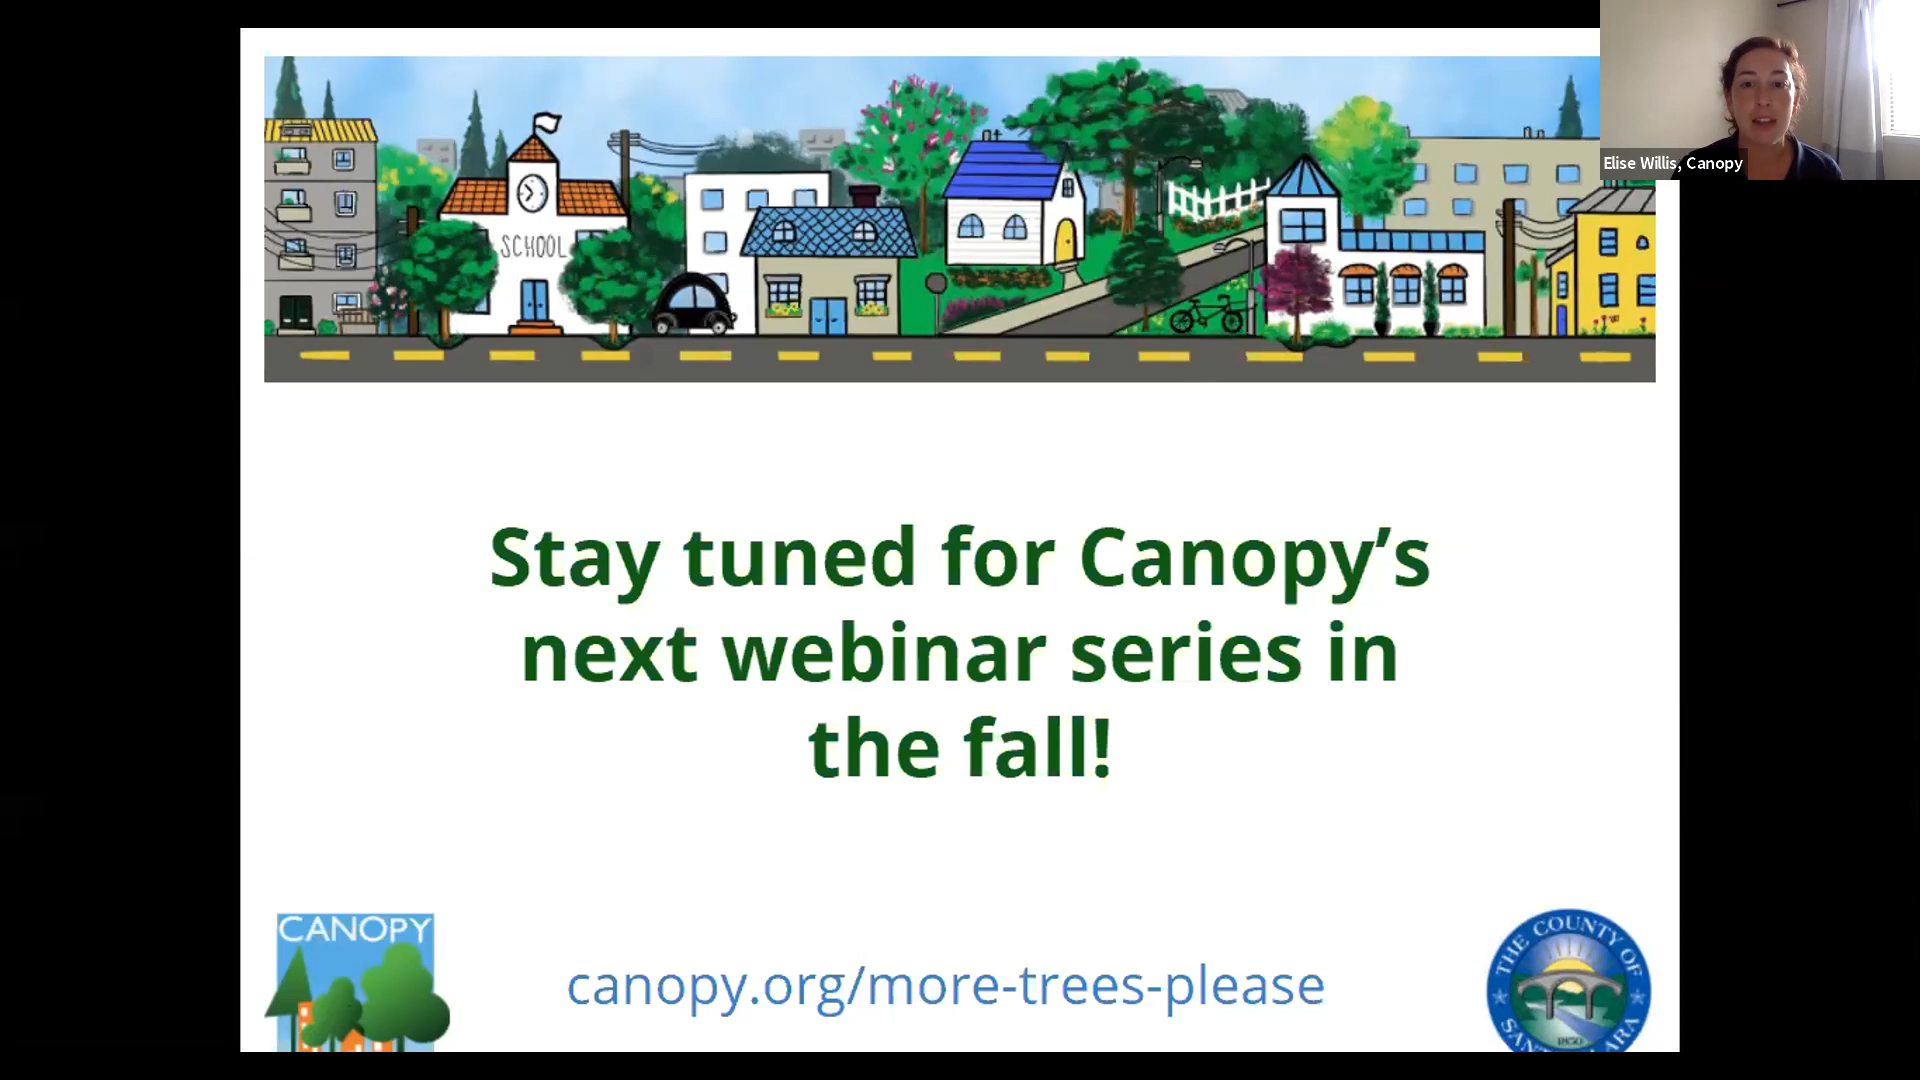 Elise Willis, Canopy
SCHOOL
Stay tuned for Canopy’s
next webinar series in
the fall!
CANOPY
canopy.org/more-trees-please
THE COUNTY OF
1850